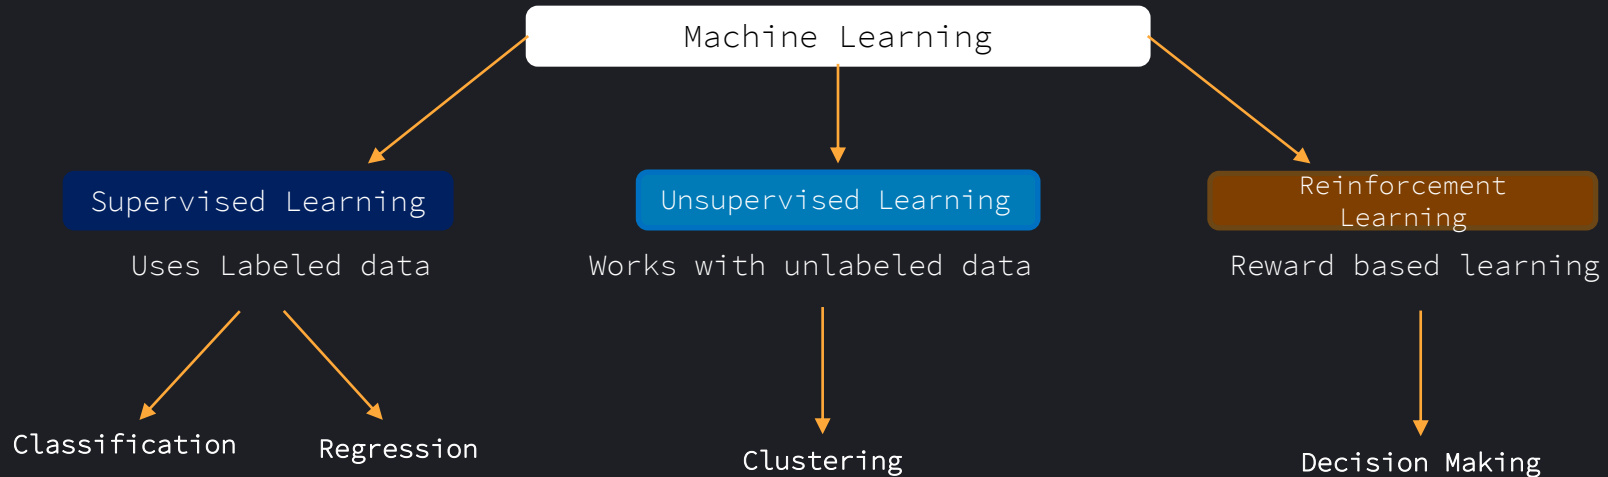 Machine Learning
Supervised Learning
Unsupervised Learning
Reinforcement
Learning
Uses Labeled data
Works with unlabeled data
Reward based learning
Classification
Regression
Clustering
Decision Making